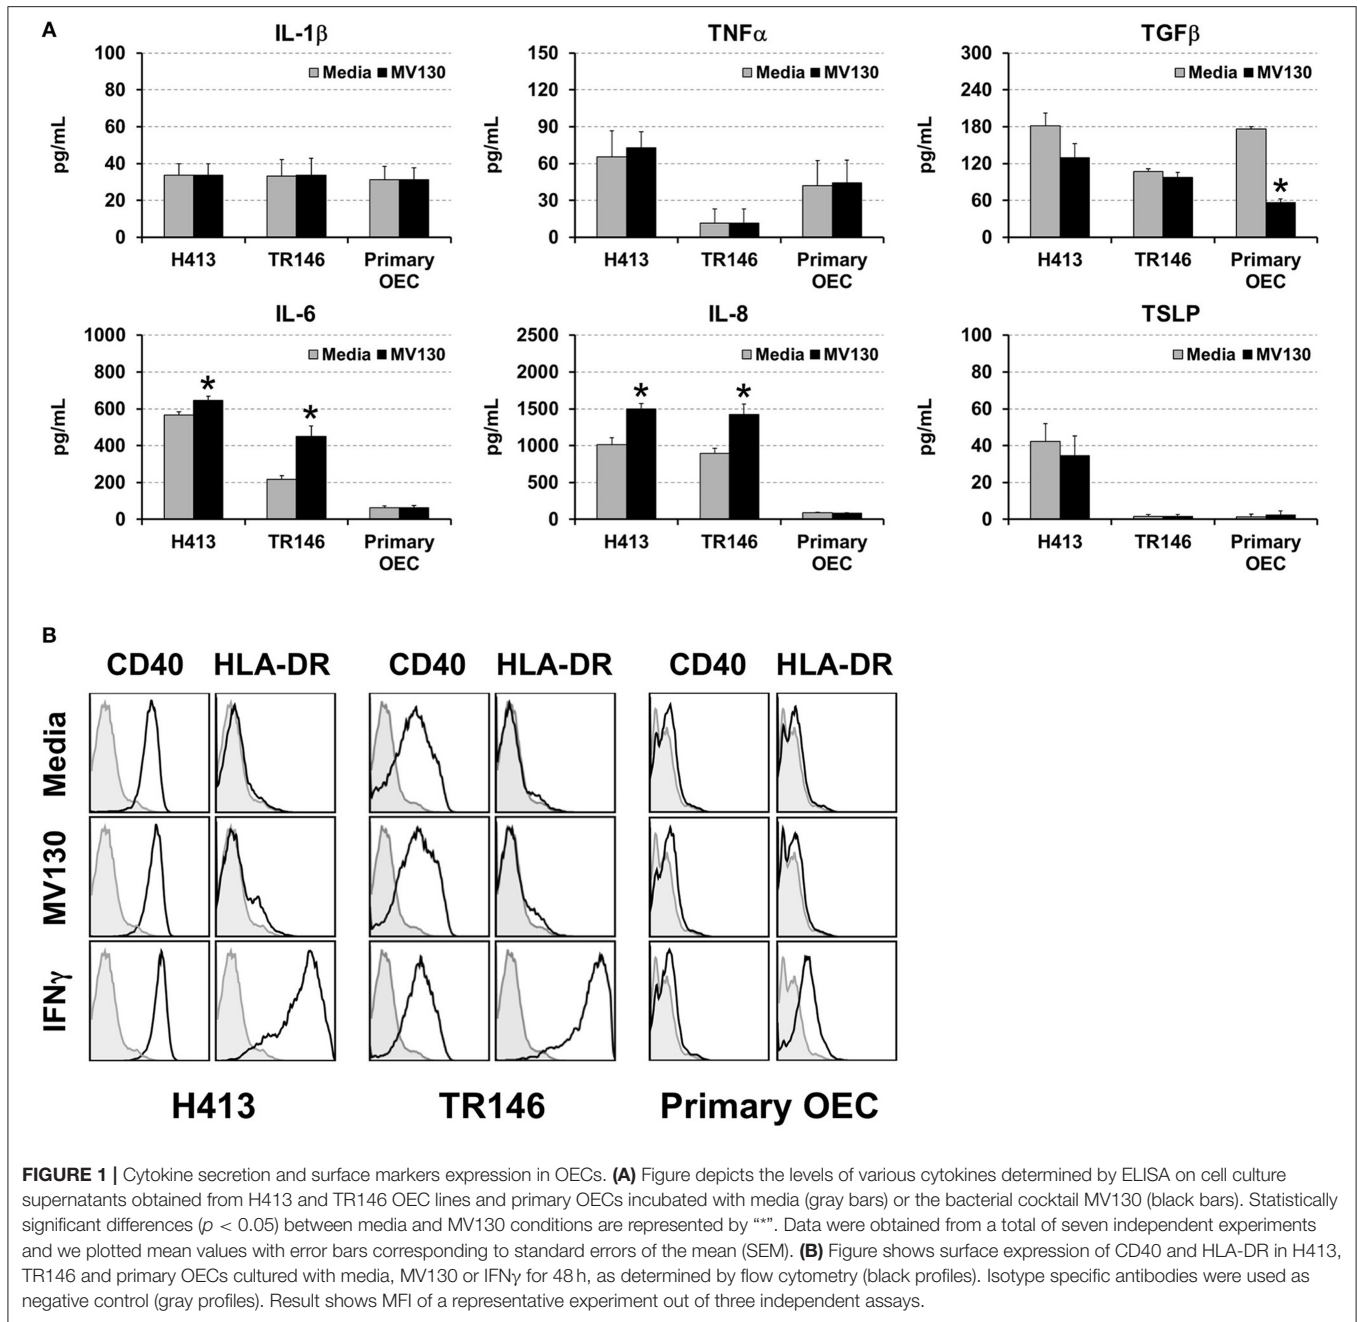 A
IL-1β
100
80
60
40
20
0
pg/mL
Media MV130
H413 TR146 Primary
OEC
TNFα
150
120
90
60
30
0
pg/mL
Media MV130
H413 TR146 Primary
OEC
TGFβ
300
240
180
120
60
0
pg/mL
Media MV130
*
H413 TR146 Primary
OEC
IL-6
1000
800
600
400
200
0
pg/mL
Media MV130
* *
H413 TR146 Primary
OEC
IL-8
2500
2000
1500
1000
500
0
pg/mL
Media MV130
* *
H413 TR146 Primary
OEC
TSLP
100
80
60
40
20
0
pg/mL
Media MV130
H413 TR146 Primary
OEC
B
CD40 HLA-DR CD40 HLA-DR CD40 HLA-DR
Media
MV130
IFNγ
H413 TR146 Primary OEC
FIGURE 1 | Cytokine secretion and surface markers expression in OECs. (A) Figure depicts the levels of various cytokines determined by ELISA on cell culture
supernatants obtained from H413 and TR146 OEC lines and primary OECs incubated with media (gray bars) or the bacterial cocktail MV130 (black bars). Statistically
significant differences (p < 0.05) between media and MV130 conditions are represented by “*”. Data were obtained from a total of seven independent experiments
and we plotted mean values with error bars corresponding to standard errors of the mean (SEM). (B) Figure shows surface expression of CD40 and HLA-DR in H413,
TR146 and primary OECs cultured with media, MV130 or IFNγ for 48 h, as determined by flow cytometry (black profiles). Isotype specific antibodies were used as
negative control (gray profiles). Result shows MFI of a representative experiment out of three independent assays.